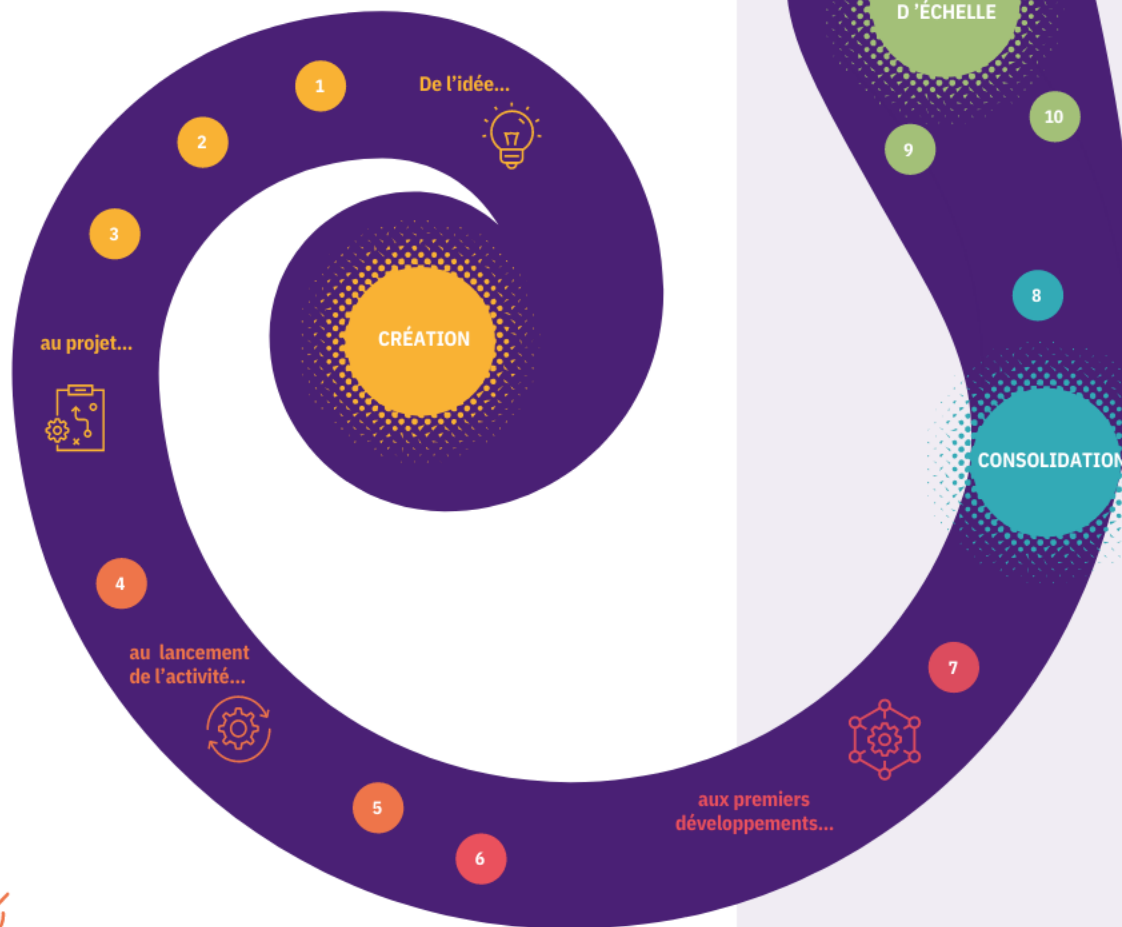 CRÉATION
De l’idée...
1
2
3
au projet...
4
au lancement
de l’activité...
5
6
aux premiers
développements...
7
CONSOLIDATION
8
9
10
D ’ÉCHELLE